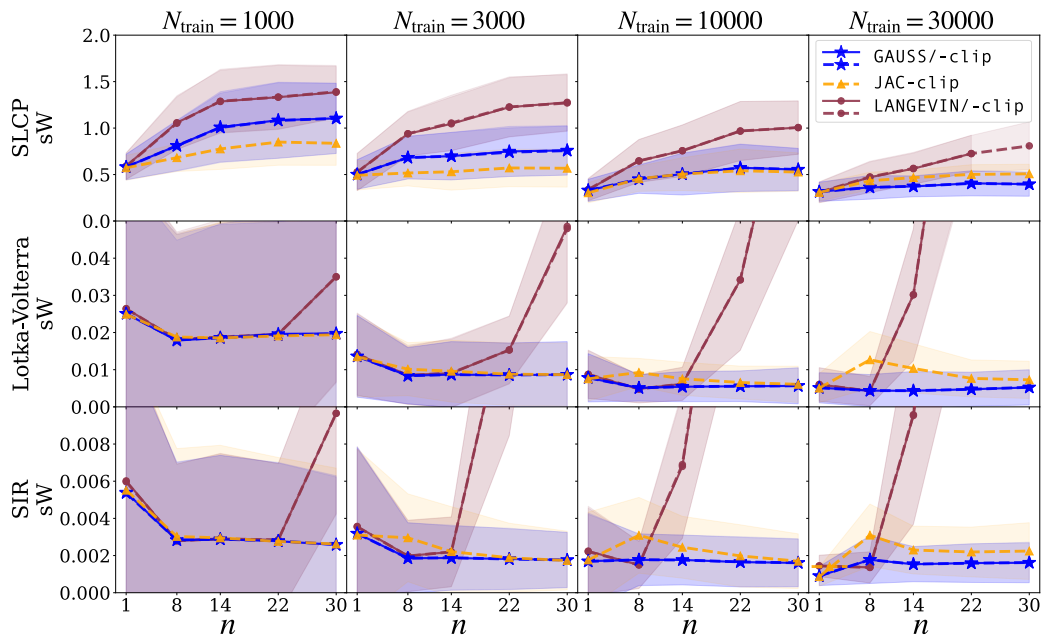 N_train = 1000 N_train = 3000 N_train = 10000 N_train = 30000
SLCP
sW
2.0
1.5
1.0
0.5
0.0
GAUSS/-clip
JAC-clip
LANGEVIN/-clip
Lotka-Volterra
sW
0.04
0.03
0.02
0.01
0.00
SIR
sW
0.008
0.006
0.004
0.002
0.000
1 8 14 22 30 1 8 14 22 30 1 8 14 22 30 1 8 14 22 30
n n n n